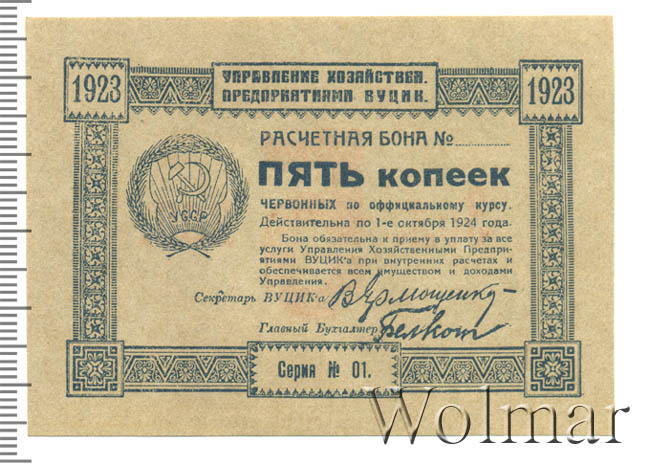 УПРАВЛЕНИЕ ХОЗЯЙСТВЕН.
ПРЕДПРИЯТИЯМИ ВУЦИК.
1923
1923
РАСЧЕТНАЯ БОНА №
ПЯТЬ копеек
ЧЕРВОННЫХ по оффициальному курсу.
Действительна по 1-е октября 1924 года.
УССР
Бона обязательна к приему в уплату за все
услуги Управления Хозяйственными Предпри-
ятиями ВУЦИК'а при внутренних расчетах и
обеспечивается всем имуществом и доходами
Управления.
Секретарь ВУЦИК'а В Ярмощенко
Главный Бухгалтер
Серия № 01.
Wolmar